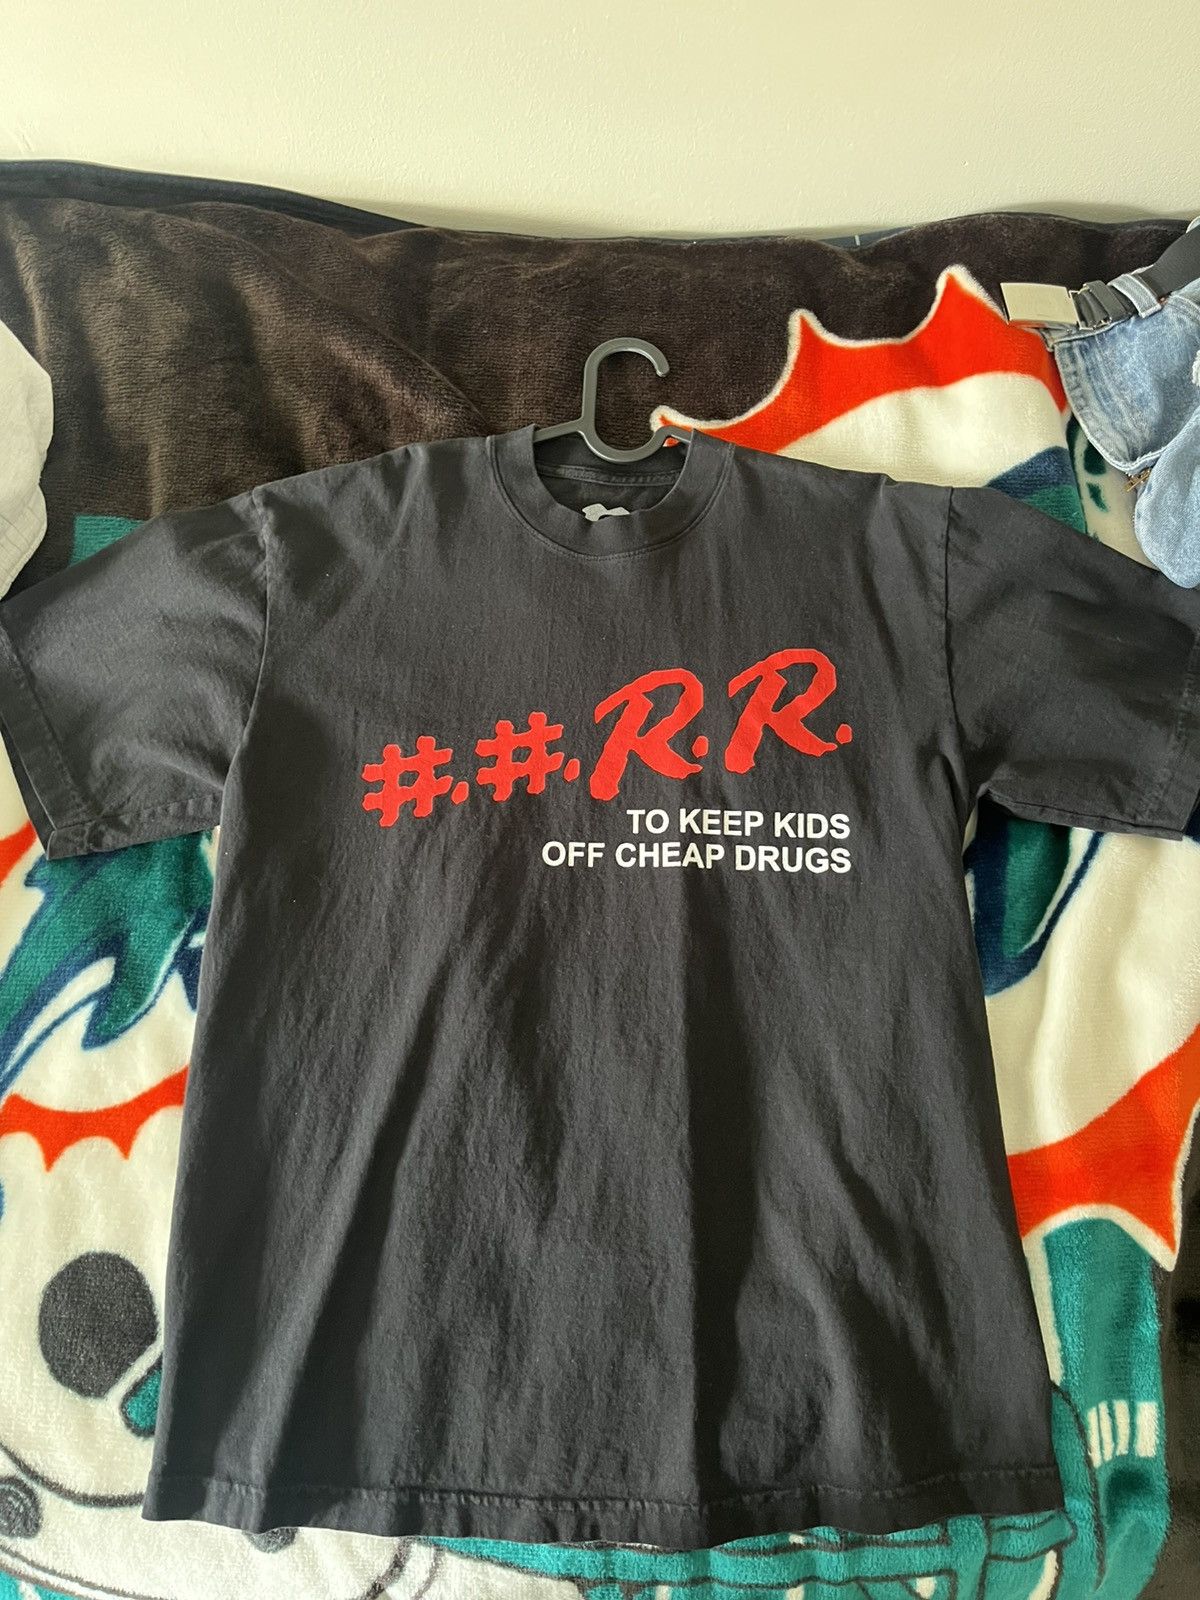 #.#.R.R.
TO KEEP KIDS
OFF CHEAP DRUGS